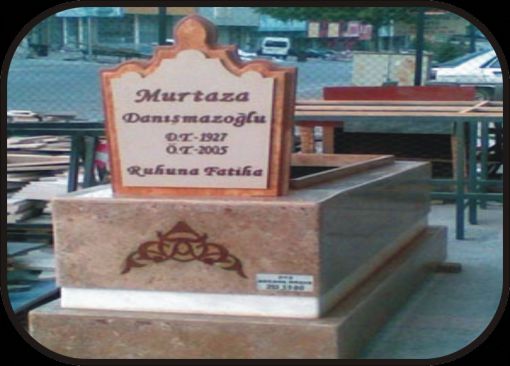 Murtaza
Danışmazoğlu
D.T-1927
Ö.T-2005
Ruhuna Fatiha